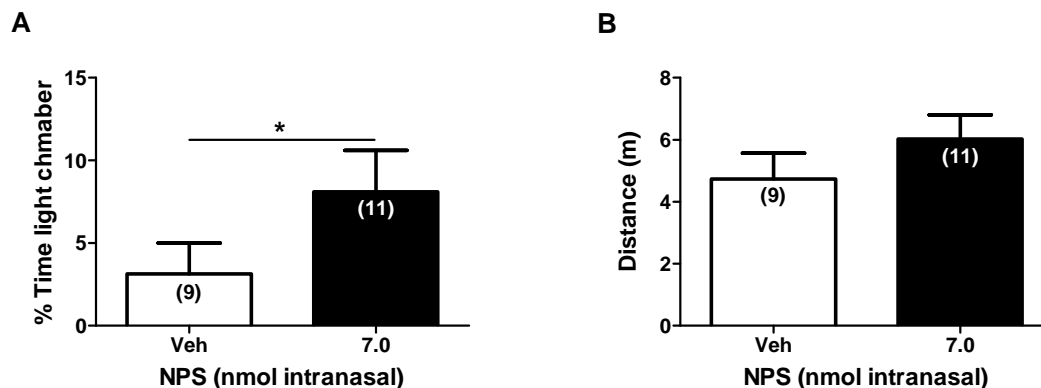 A
% Time light chmaber
15
10
5
0
*
(9)
(11)
Veh
7.0
NPS (nmol intranasal)
B
Distance (m)
8
6
4
2
0
(9)
(11)
Veh
7.0
NPS (nmol intranasal)